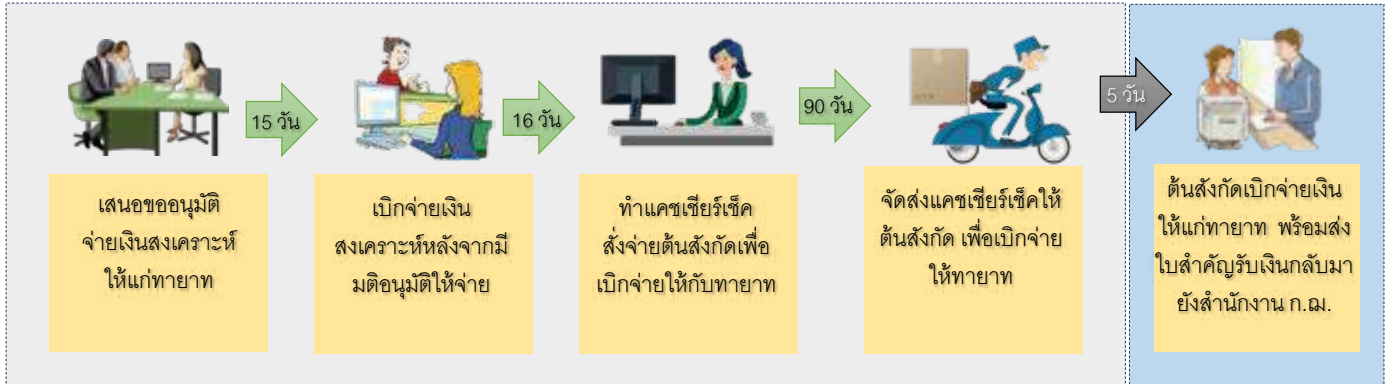 15 วัน
16 วัน
90 วัน
5 วัน
เสนอขออนุมัติ
จ่ายเงินสงเคราะห์
ให้แก่ทายาท
เบิกจ่ายเงิน
สงเคราะห์หลังจากมี
มติอนุมัติให้จ่าย
ทำแคชเชียร์เช็ค
สั่งจ่ายต้นสังกัดเพื่อ
เบิกจ่ายให้กับทายาท
จัดส่งแคชเชียร์เช็คให้
ต้นสังกัด เพื่อเบิกจ่าย
ให้ทายาท
ต้นสังกัดเบิกจ่ายเงิน
ให้แก่ทายาท พร้อมส่ง
ใบสำคัญรับเงินกลับมา
ยังสำนักงาน ก.ฌ.